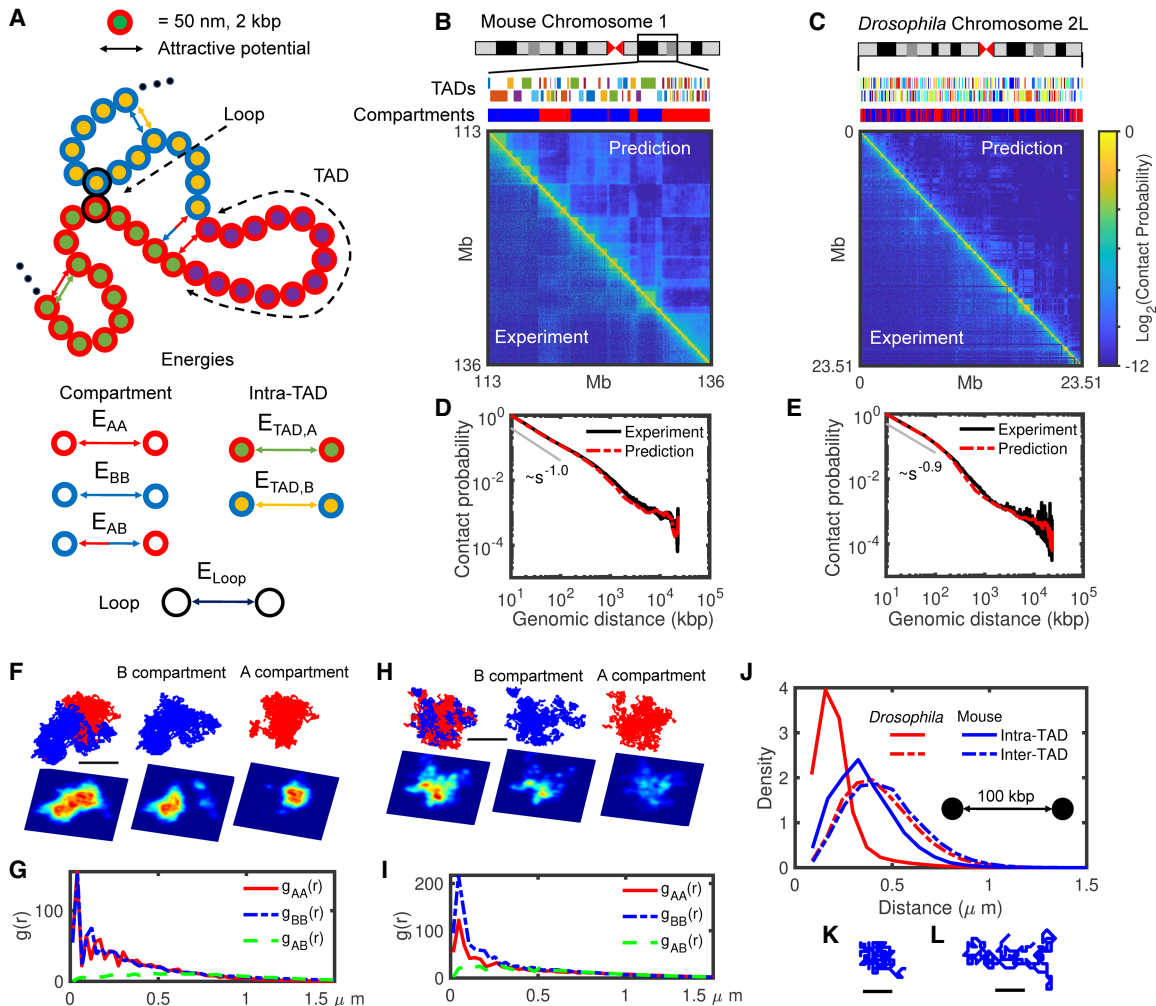 A
= 50 nm, 2 kbp
Attractive potential
Loop
TAD
Energies
Compartment
Intra-TAD
E_AA
E_TAD,A
E_BB
E_TAD,B
E_AB
E_Loop
Loop
B
Mouse Chromosome 1
TADs
Compartments
113
Prediction
Mb
Experiment
136
113
Mb
136
C
Drosophila Chromosome 2L
0
Prediction
Mb
Experiment
23.51
0
Mb
23.51
0
Log2(Contact Probability)
-12
D
Contact probability
10^0
10^-2
10^-4
Experiment
Prediction
~s^-1.0
10^1 10^2 10^3 10^4 10^5
Genomic distance (kbp)
E
Contact probability
10^0
10^-2
10^-4
Experiment
Prediction
~s^-0.9
10^1 10^2 10^3 10^4 10^5
Genomic distance (kbp)
F
B compartment
A compartment
G
g(r)
100
0
g_AA(r)
g_BB(r)
g_AB(r)
0 0.5 1 1.5 μ m
H
B compartment
A compartment
I
g(r)
200
100
0
g_AA(r)
g_BB(r)
g_AB(r)
0 0.5 1 1.5 μ m
J
Density
4
3
2
1
0
Drosophila Mouse
Intra-TAD
Inter-TAD
100 kbp
0 0.5 1 1.5
Distance (μ m)
K
L